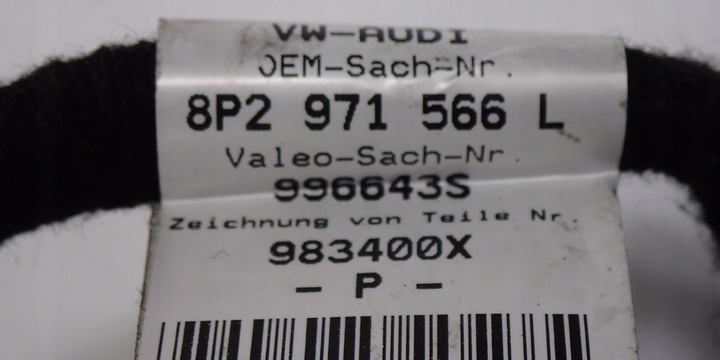 VW-AUDI
OEM-Sach-Nr.
8P2 971 566 L
Valeo-Sach-Nr.
996643S
Zeichnung von Teile Nr.
983400X
- P -